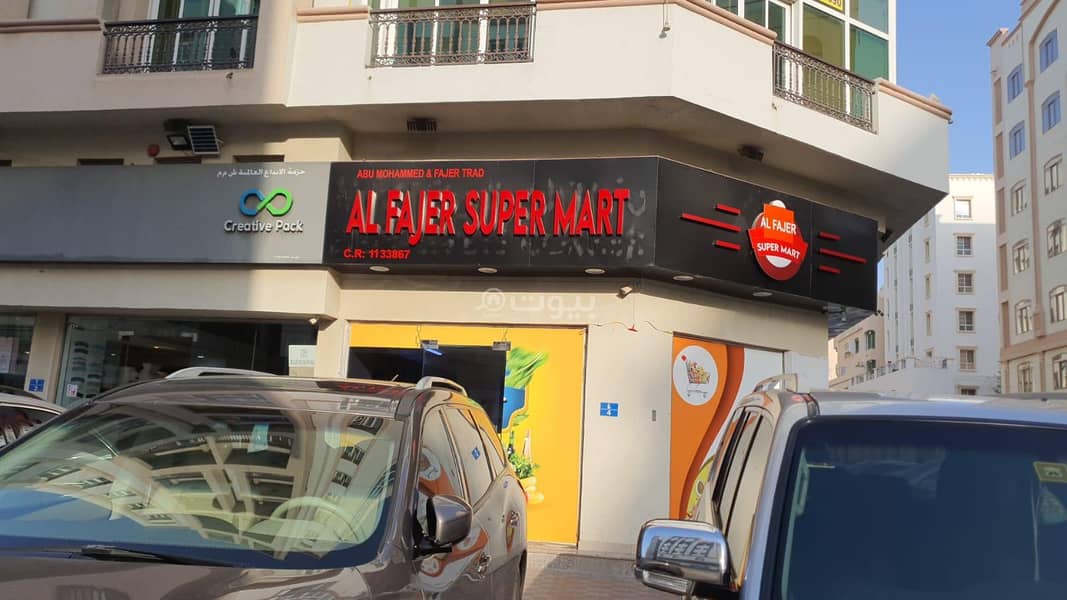 حزمة الابداع العالمية ش م م
Creative Pack
ABU MOHAMMED & FAJER TRAD
AL FAJER SUPER MART
C.R: 1133867
AL FAJER
SUPER MART
بيوت
4